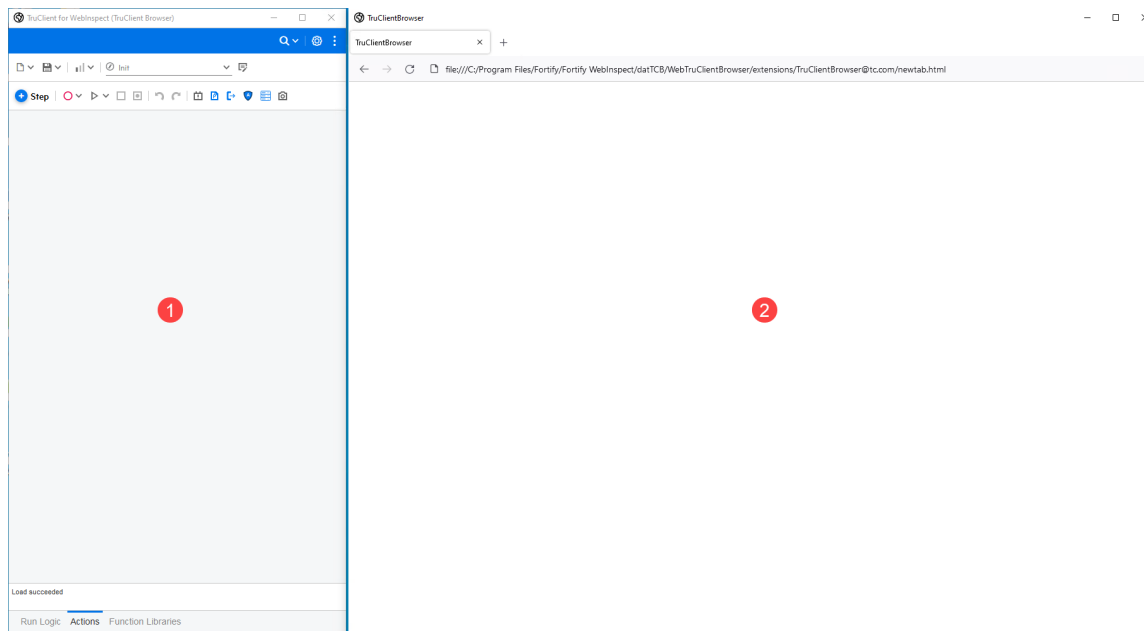 TruClient for WebInspect (TruClient Browser)
Init
Step
1
Load succeeded
Run Logic Actions Function Libraries
TruClientBrowser
TruClientBrowser
file:///C:/Program Files/Fortify/Fortify WebInspect/datTCB/WebTruClientBrowser/extensions/TruClientBrowser@tc.com/newtab.html
2